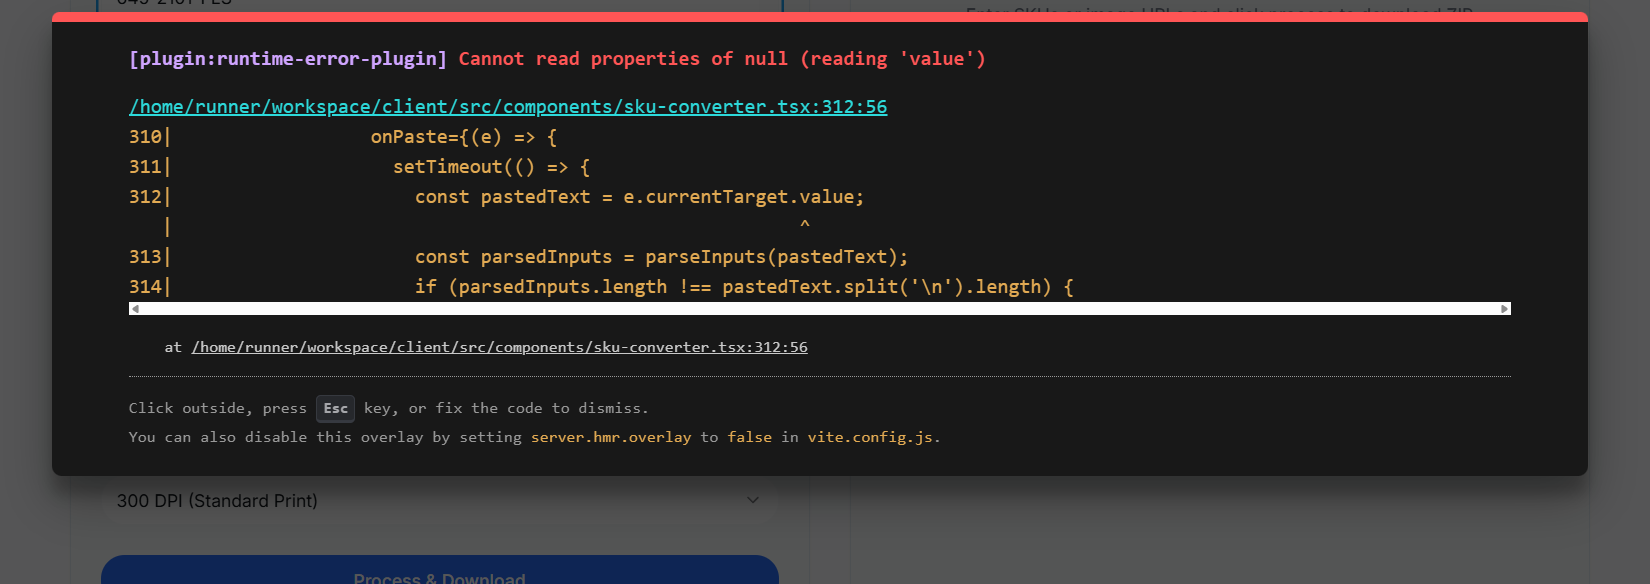 [plugin:runtime-error-plugin] Cannot read properties of null (reading 'value')
/home/runner/workspace/client/src/components/sku-converter.tsx:312:56
310|                  onPaste={(e) => {
311|                    setTimeout(() => {
312|                      const pastedText = e.currentTarget.value;
   |                                                         ^
313|                      const parsedInputs = parseInputs(pastedText);
314|                      if (parsedInputs.length !== pastedText.split('\n').length) {
at /home/runner/workspace/client/src/components/sku-converter.tsx:312:56
Click outside, press Esc key, or fix the code to dismiss.
You can also disable this overlay by setting server.hmr.overlay to false in vite.config.js.
300 DPI (Standard Print)
Process & Download